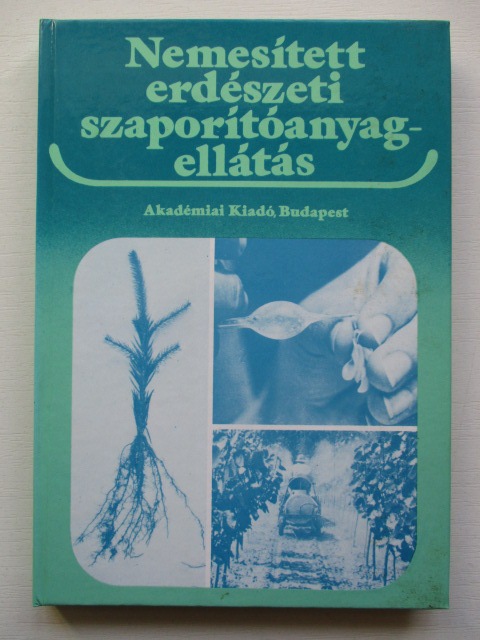 Nemesített
erdészeti
szaporítóanyag-
ellátás
Akadémiai Kiadó, Budapest